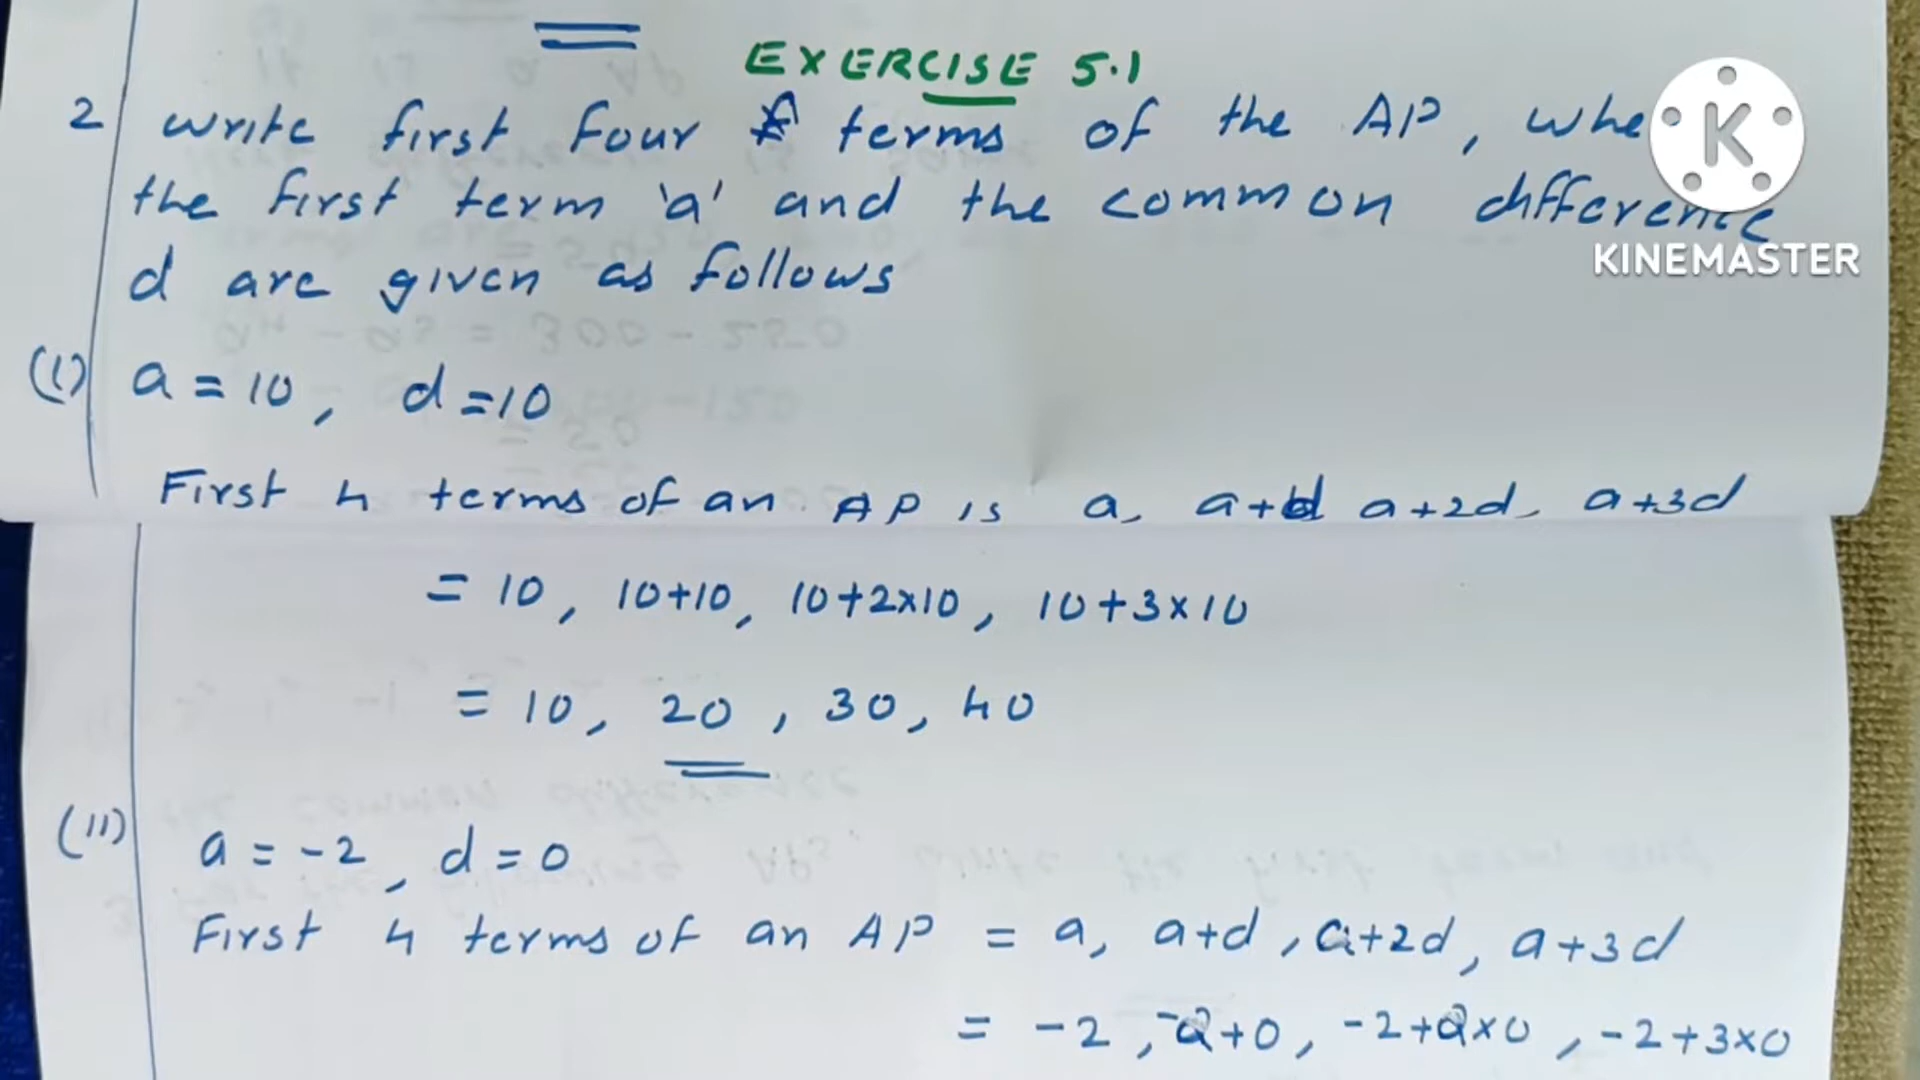 EXERCISE 5.1
2 write first four terms of the AP, whe
the first term 'a' and the common difference
d are given as follows
(i) a = 10, d = 10
First 4 terms of an AP is a, a+d a+2d, a+3d
= 10, 10+10, 10+2×10, 10+3×10
= 10, 20, 30, 40
(ii) a = -2, d = 0
First 4 terms of an AP = a, a+d, a+2d, a+3d
= -2, -2+0, -2+2×0, -2+3×0
K
KINEMASTER